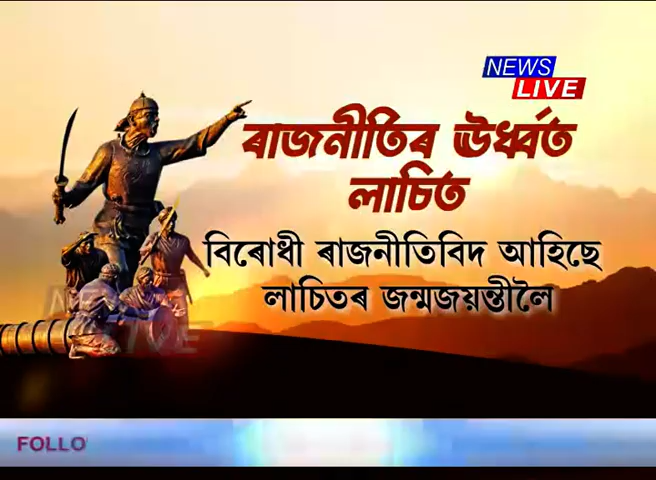 NEWS
LIVE
ৰাজনীতিৰ ঊৰ্ধ্বত
লাচিত
বিৰোধী ৰাজনীতিবিদ আহিছে
লাচিতৰ জন্মজয়ন্তীলৈ
FOLLO